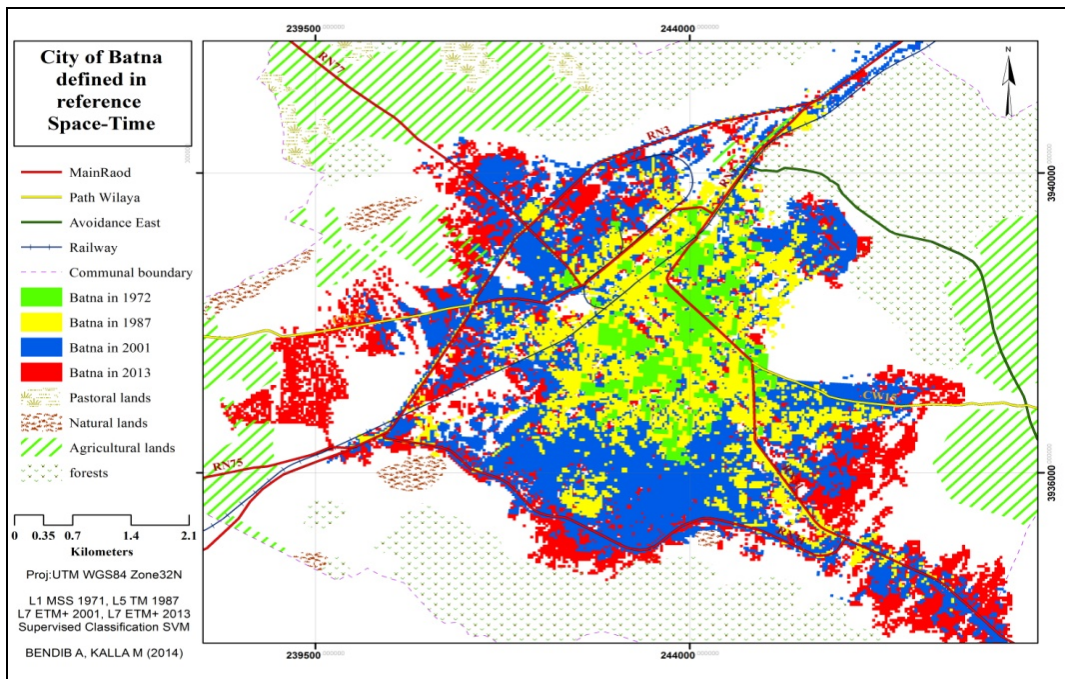 City of Batna
defined in
reference
Space-Time
MainRaod
Path Wilaya
Avoidance East
Railway
Communal boundary
Batna in 1972
Batna in 1987
Batna in 2001
Batna in 2013
Pastoral lands
Natural lands
Agricultural lands
forests
0 0.35 0.7 1.4 2.1
Kilometers
Proj:UTM WGS84 Zone32N
L1 MSS 1971, L5 TM 1987
L7 ETM+ 2001, L7 ETM+ 2013
Supervised Classification SVM
BENDIB A, KALLA M (2014)
239500
244000
N
RN77
RN3
3940000
CW16
RN75
3936000
239500
244000